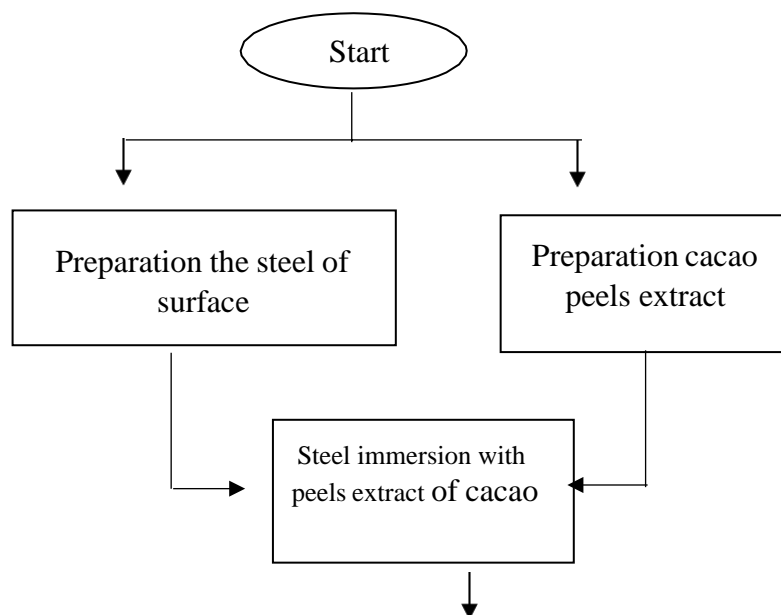 Start
Preparation the steel of
surface
Preparation cacao
peels extract
Steel immersion with
peels extract of cacao